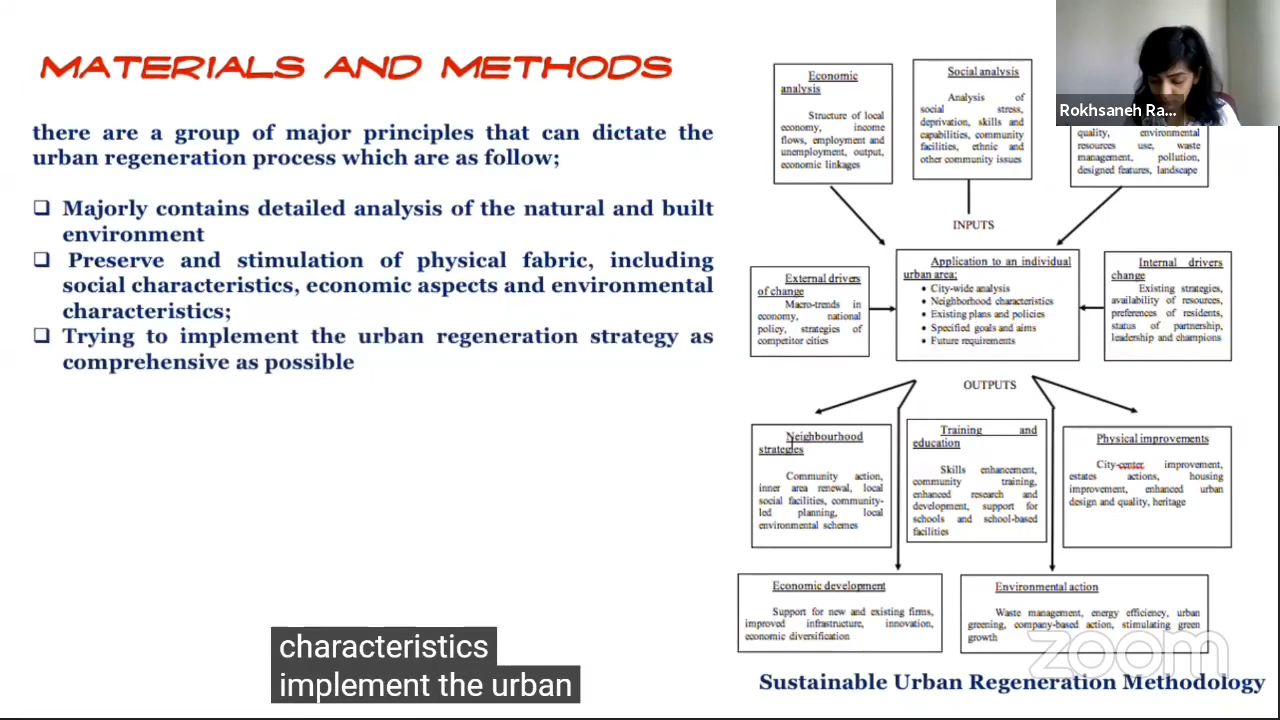 MATERIALS AND METHODS
there are a group of major principles that can dictate the
urban regeneration process which are as follow;
❑ Majorly contains detailed analysis of the natural and built
environment
❑ Preserve and stimulation of physical fabric, including
social characteristics, economic aspects and environmental
characteristics;
❑ Trying to implement the urban regeneration strategy as
comprehensive as possible
Economic
analysis
Structure of local
economy, income
flows, employment and
unemployment, output,
economic linkages
Social analysis
Analysis of
social stress,
deprivation, skills and
capabilities, community
facilities, ethnic and
other community issues
Rokhsaneh Ra...
quality, environmental
resources use, waste
management, pollution,
designed features, landscape
INPUTS
External drivers
of change
Macro-trends in
economy, national
policy, strategies of
competitor cities
Application to an individual
urban area:
• City-wide analysis
• Neighborhood characteristics
• Existing plans and policies
• Specified goals and aims
• Future requirements
Internal drivers
change
Existing strategies,
availability of resources,
preferences of residents,
status of partnership,
leadership and champions
OUTPUTS
Neighbourhood
strategies
Community action,
inner area renewal, local
social facilities, community-
led planning, local
environmental schemes
Training and
education
Skills enhancement,
community training,
enhanced research and
development, support for
schools and school-based
facilities
Physical improvements
City-center improvement,
estates actions, housing
improvement, enhanced urban
design and quality, heritage
Economic development
Support for new and existing firms,
improved infrastructure, innovation,
economic diversification
Environmental action
Waste management, energy efficiency, urban
greening, company-based action, stimulating green
growth
zoom
Sustainable Urban Regeneration Methodology
characteristics
implement the urban